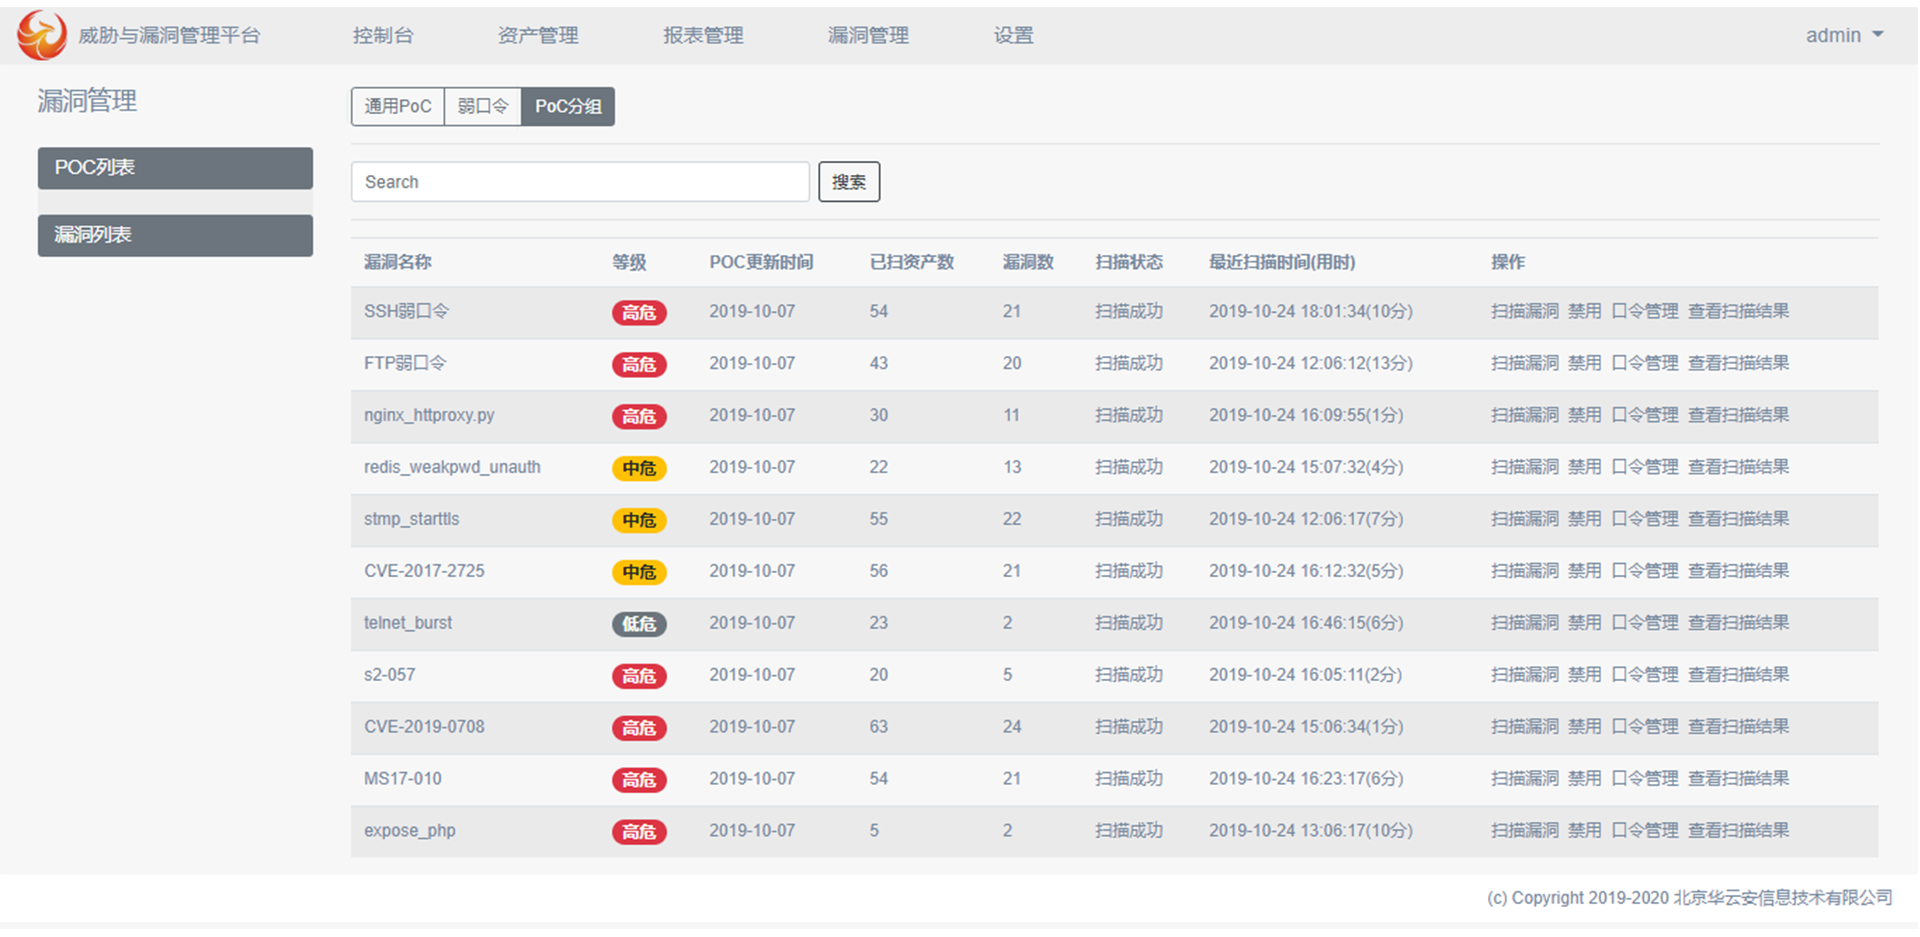 威胁与漏洞管理平台 控制台 资产管理 报表管理 漏洞管理 设置 admin
漏洞管理
POC列表
漏洞列表
通用PoC 弱口令 PoC分组
Search 搜索
漏洞名称 等级 POC更新时间 已扫资产数 漏洞数 扫描状态 最近扫描时间(用时) 操作
SSH弱口令 高危 2019-10-07 54 21 扫描成功 2019-10-24 18:01:34(10分) 扫描漏洞 禁用 口令管理 查看扫描结果
FTP弱口令 高危 2019-10-07 43 20 扫描成功 2019-10-24 12:06:12(13分) 扫描漏洞 禁用 口令管理 查看扫描结果
nginx_httproxy.py 高危 2019-10-07 30 11 扫描成功 2019-10-24 16:09:55(1分) 扫描漏洞 禁用 口令管理 查看扫描结果
redis_weakpwd_unauth 中危 2019-10-07 22 13 扫描成功 2019-10-24 15:07:32(4分) 扫描漏洞 禁用 口令管理 查看扫描结果
stmp_starttls 中危 2019-10-07 55 22 扫描成功 2019-10-24 12:06:17(7分) 扫描漏洞 禁用 口令管理 查看扫描结果
CVE-2017-2725 中危 2019-10-07 56 21 扫描成功 2019-10-24 16:12:32(5分) 扫描漏洞 禁用 口令管理 查看扫描结果
telnet_burst 低危 2019-10-07 23 2 扫描成功 2019-10-24 16:46:15(6分) 扫描漏洞 禁用 口令管理 查看扫描结果
s2-057 高危 2019-10-07 20 5 扫描成功 2019-10-24 16:05:11(2分) 扫描漏洞 禁用 口令管理 查看扫描结果
CVE-2019-0708 高危 2019-10-07 63 24 扫描成功 2019-10-24 15:06:34(1分) 扫描漏洞 禁用 口令管理 查看扫描结果
MS17-010 高危 2019-10-07 54 21 扫描成功 2019-10-24 16:23:17(6分) 扫描漏洞 禁用 口令管理 查看扫描结果
expose_php 高危 2019-10-07 5 2 扫描成功 2019-10-24 13:06:17(10分) 扫描漏洞 禁用 口令管理 查看扫描结果
(c) Copyright 2019-2020 北京华云安信息技术有限公司